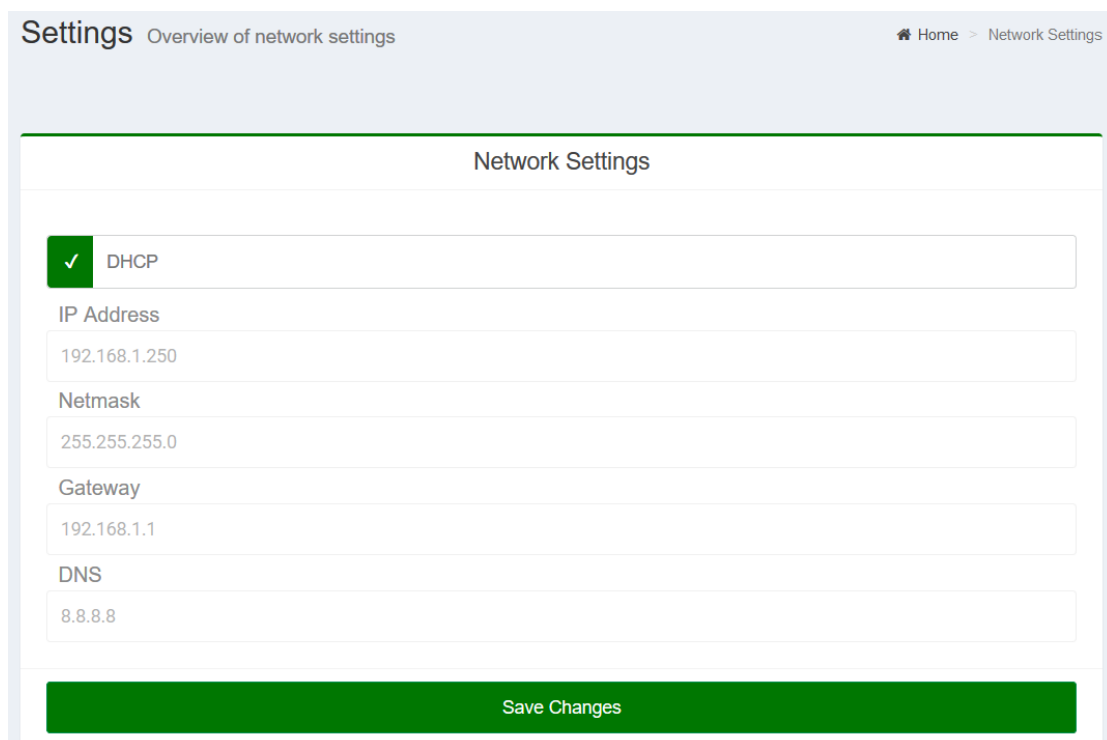 Settings Overview of network settings
Home > Network Settings
Network Settings
DHCP
IP Address
192.168.1.250
Netmask
255.255.255.0
Gateway
192.168.1.1
DNS
8.8.8.8
Save Changes